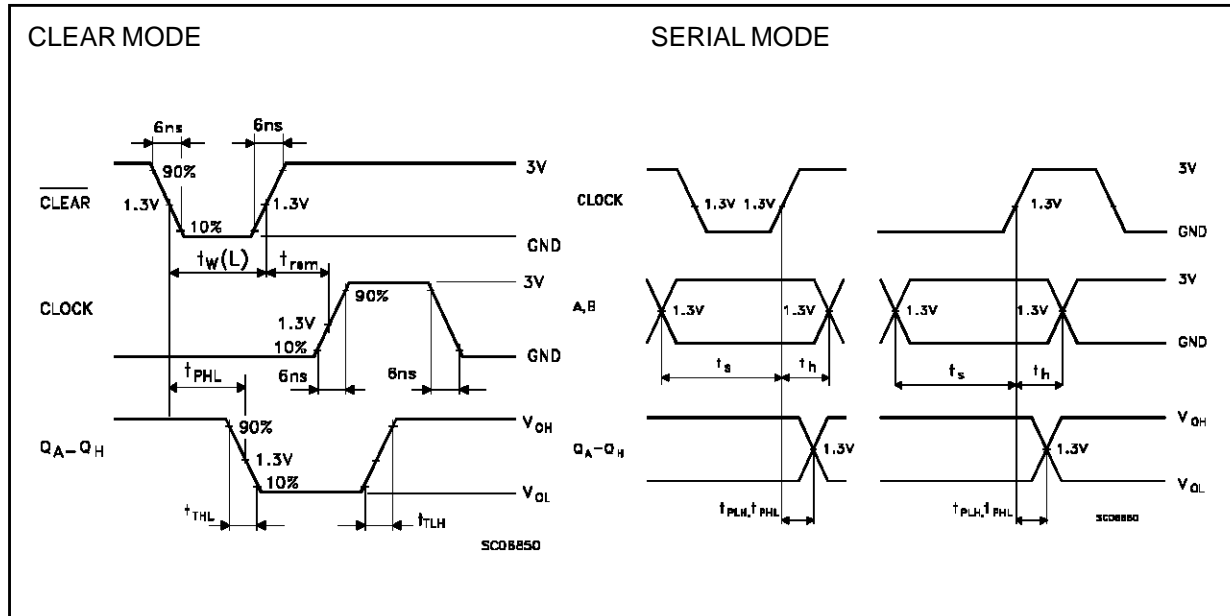 CLEAR MODE
SERIAL MODE
6ns
6ns
90%
3V
CLEAR
1.3V
1.3V
10%
GND
tW(L)
trem
3V
CLOCK
90%
1.3V
10%
GND
tPHL
6ns
6ns
VOH
90%
QA–QH
1.3V
10%
VOL
tTHL
tTLH
SC06850
3V
CLOCK
1.3V
1.3V
1.3V
GND
3V
A,B
1.3V
1.3V
1.3V
1.3V
GND
ts
th
ts
th
VOH
QA–QH
1.3V
1.3V
VOL
tPLH,tPHL
tPLH,tPHL
SC06860